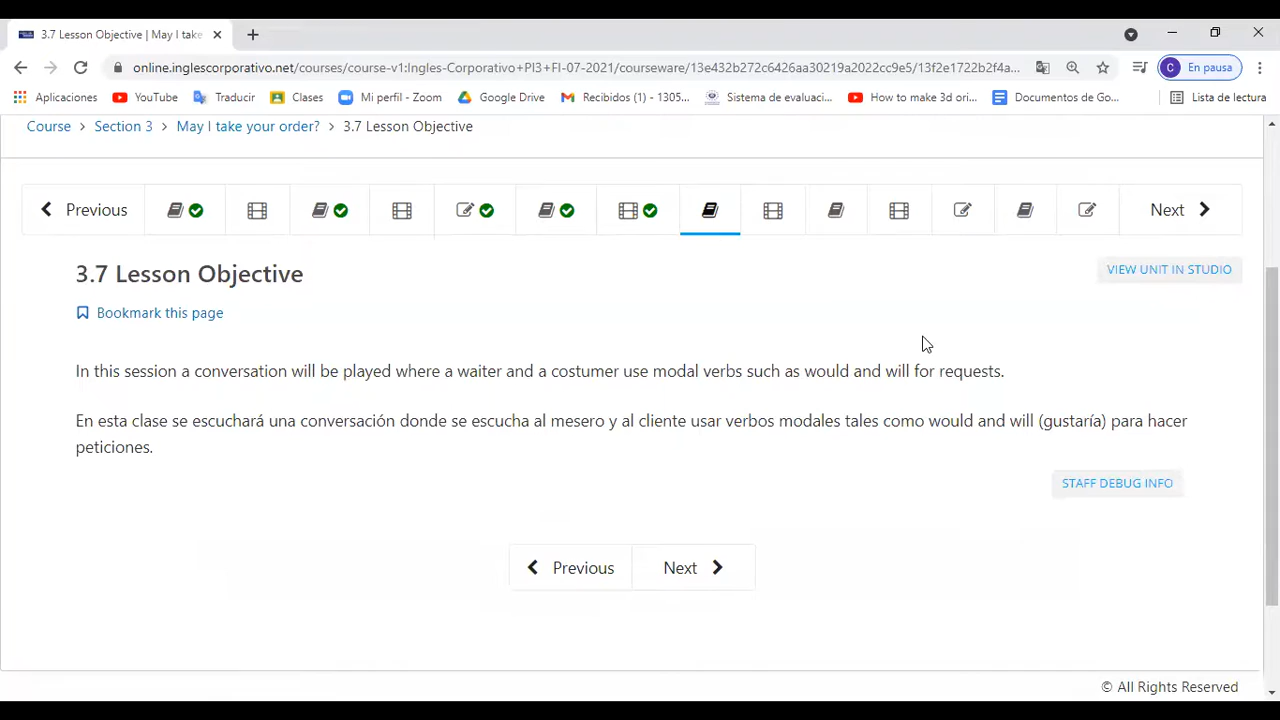 3.7 Lesson Objective | May I take
online.inglescorporativo.net/courses/course-v1:Ingles-Corporativo+PI3+FI-07-2021/courseware/13e432b272c6426aa30219a2022cc9e5/13f2e1722b2f4a...
C En pausa
Aplicaciones YouTube Traducir Clases Mi perfil - Zoom Google Drive Recibidos (1) - 1305... Sistema de evaluaci... How to make 3d ori... Documentos de Go... Lista de lectura
Course > Section 3 > May I take your order? > 3.7 Lesson Objective
Previous Next
3.7 Lesson Objective
VIEW UNIT IN STUDIO
Bookmark this page
In this session a conversation will be played where a waiter and a costumer use modal verbs such as would and will for requests.
En esta clase se escuchará una conversación donde se escucha al mesero y al cliente usar verbos modales tales como would and will (gustaría) para hacer
peticiones.
STAFF DEBUG INFO
Previous Next
© All Rights Reserved